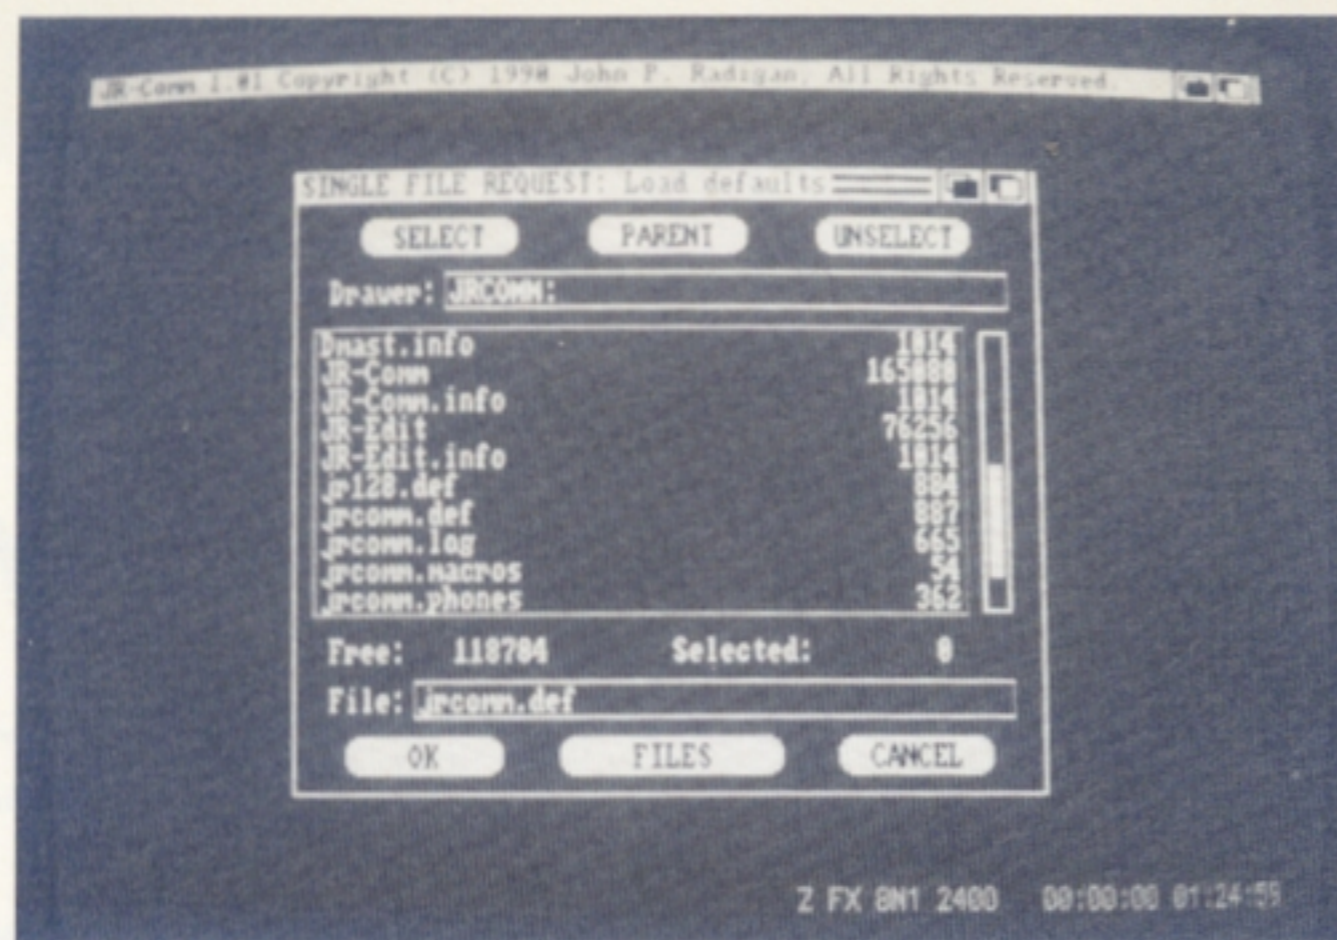 JR-Comm 1.01 Copyright (C) 1990 John P. Radigan, All Rights Reserved.
SINGLE FILE REQUEST: Load defaults
SELECT PARENT UNSELECT
Drawer: JRCOMM:
Dmast.info 1014
JR-Comm 165080
JR-Comm.info 1014
JR-Edit 76256
JR-Edit.info 1014
jr128.def 884
jrcomm.def 887
jrcomm.log 665
jrcomm.macros 54
jrcomm.phones 362
Free: 118784 Selected: 0
File: jrcomm.def
OK FILES CANCEL
Z FX 8N1 2400 00:00:00 01:24:59